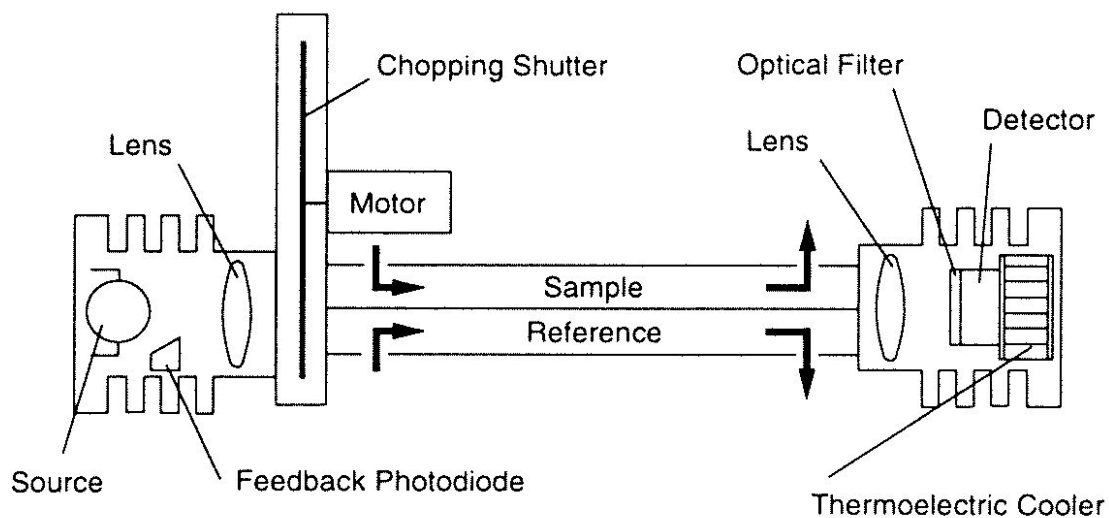 Chopping Shutter
Optical Filter
Lens
Lens
Detector
Motor
Sample
Reference
Source
Feedback Photodiode
Thermoelectric Cooler